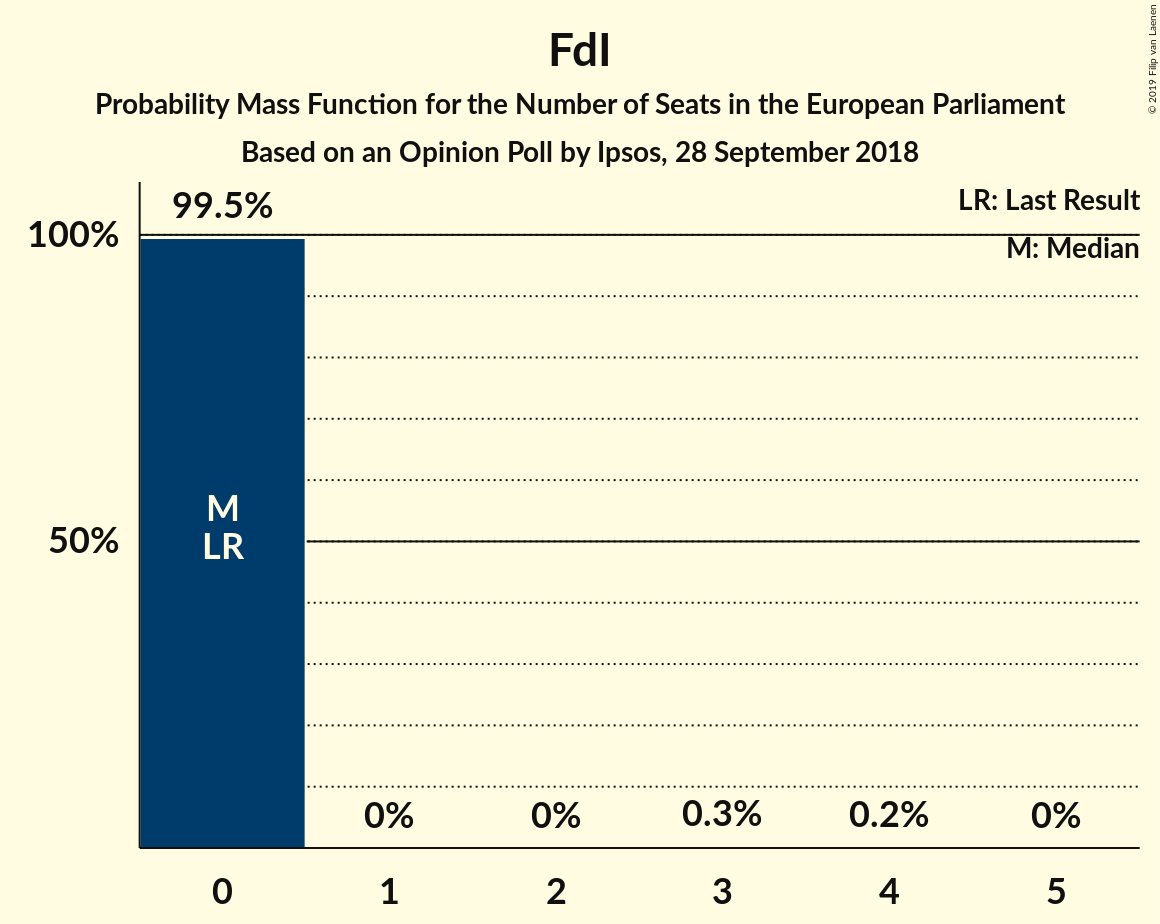 FdI
Probability Mass Function for the Number of Seats in the European Parliament
Based on an Opinion Poll by Ipsos, 28 September 2018
© 2019 Filip van Laenen
LR: Last Result
M: Median
99.5%
100%
50%
M
LR
0%
0%
0.3%
0.2%
0%
0
1
2
3
4
5